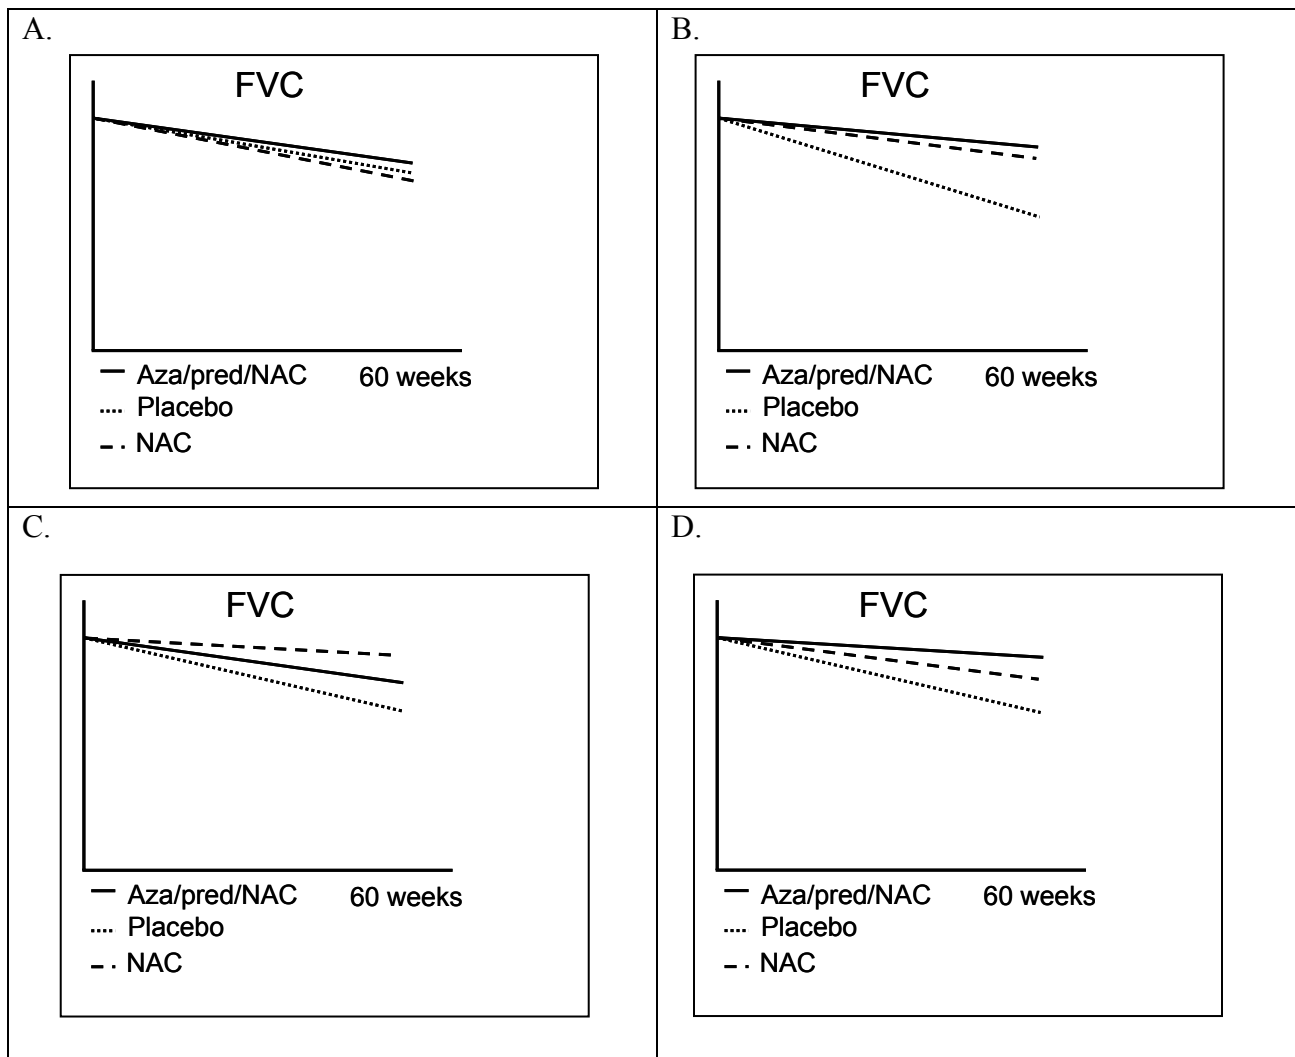 A.
FVC
Aza/pred/NAC 60 weeks
Placebo
NAC
B.
FVC
Aza/pred/NAC 60 weeks
Placebo
NAC
C.
FVC
Aza/pred/NAC 60 weeks
Placebo
NAC
D.
FVC
Aza/pred/NAC 60 weeks
Placebo
NAC